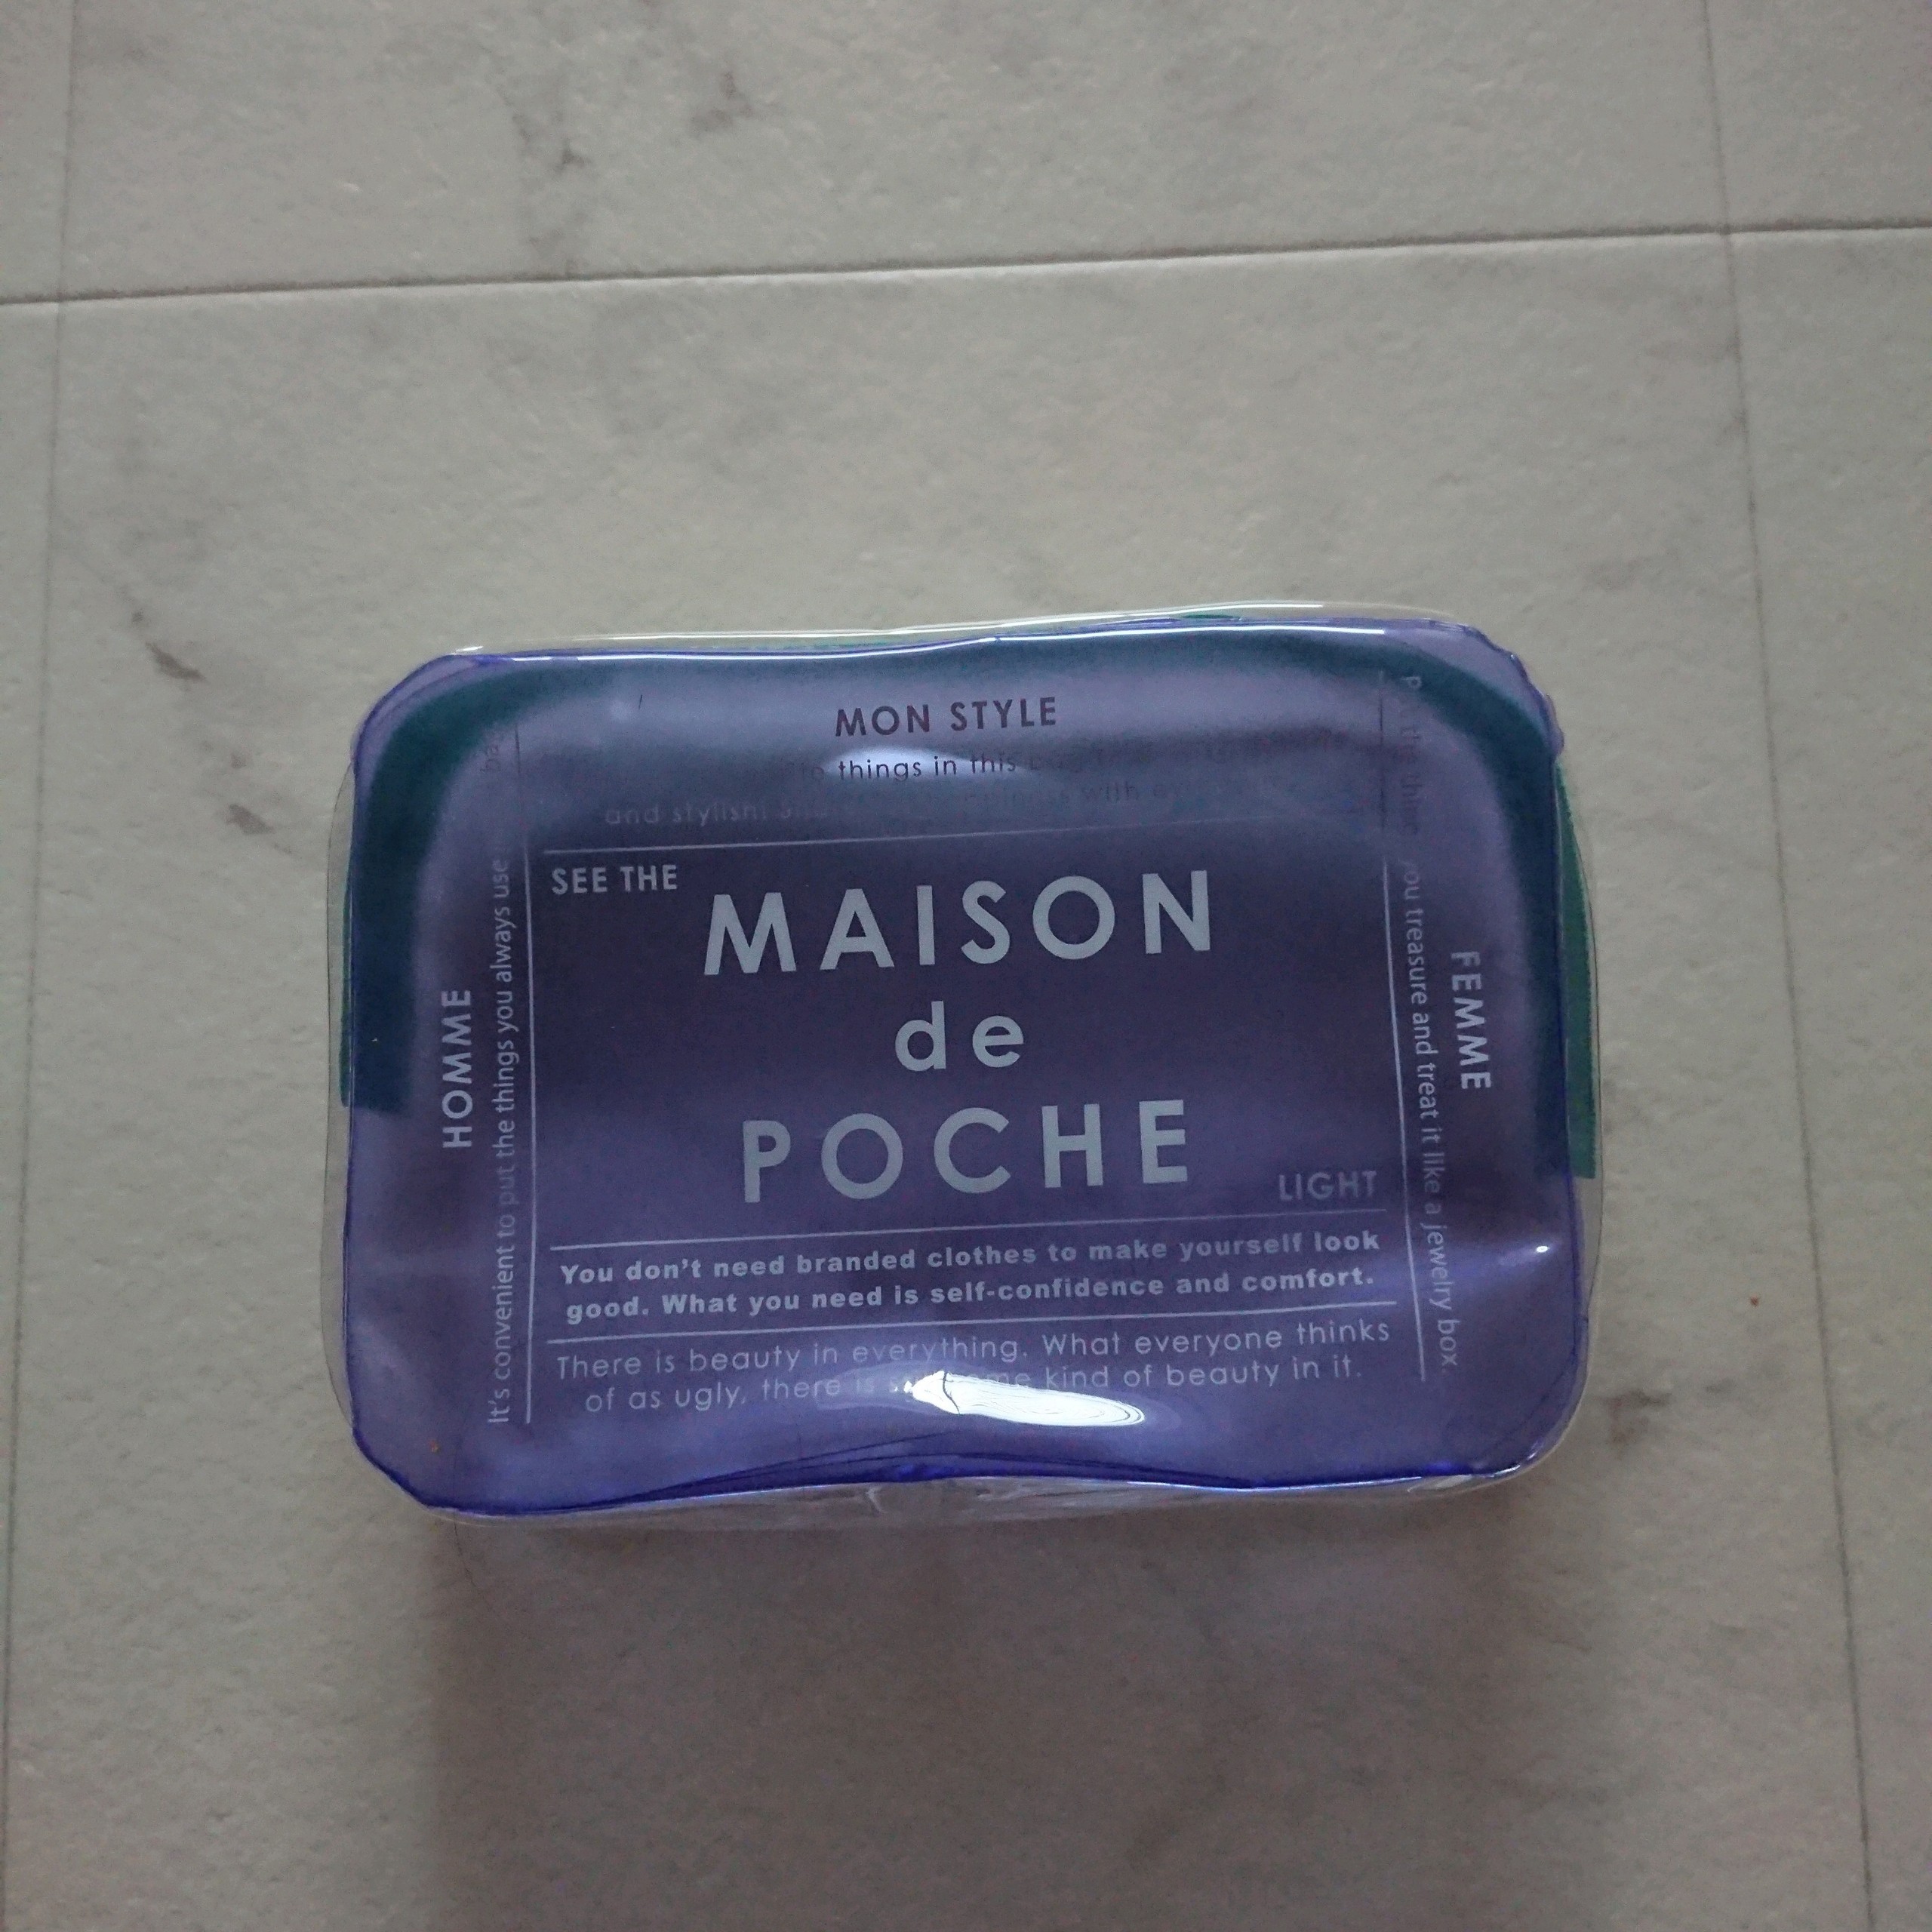 MON STYLE
things in this
and stylish!
with
SEE THE
MAISON
de
POCHE
LIGHT
You don't need branded clothes to make yourself look
good. What you need is self-confidence and comfort.
There is beauty in everything. What everyone thinks
of as ugly, there is kind of beauty in it.
HOMME
It's convenient to put the things you always use
FEMME
you treasure and treat it like a jewelry box.